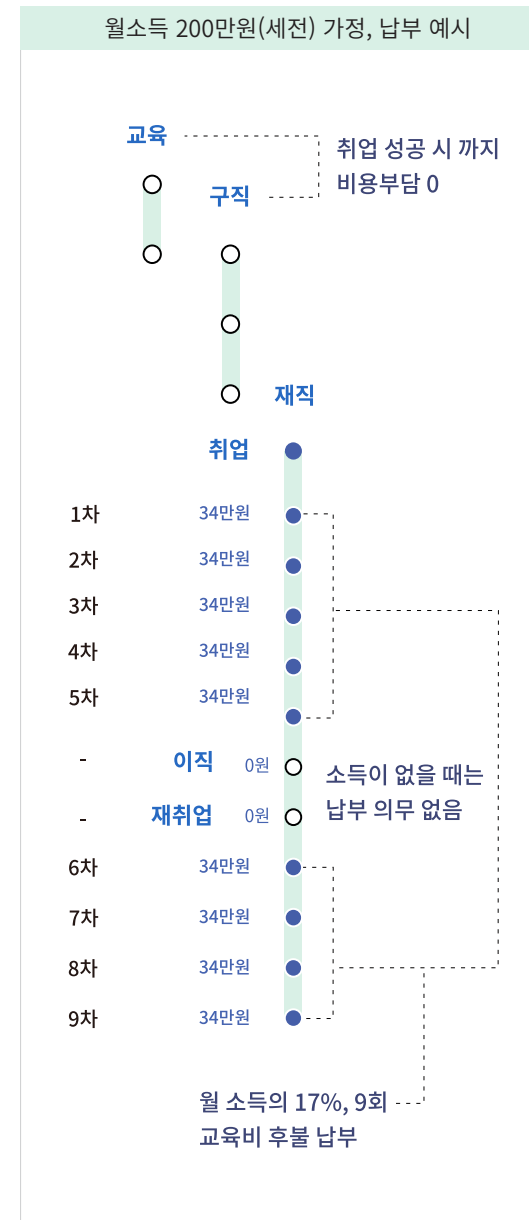 월소득 200만원(세전) 가정, 납부 예시
교육
구직
취업 성공 시 까지
비용부담 0
재직
취업
1차 34만원
2차 34만원
3차 34만원
4차 34만원
5차 34만원
- 이직 0원
- 재취업 0원
소득이 없을 때는
납부 의무 없음
6차 34만원
7차 34만원
8차 34만원
9차 34만원
월 소득의 17%, 9회
교육비 후불 납부